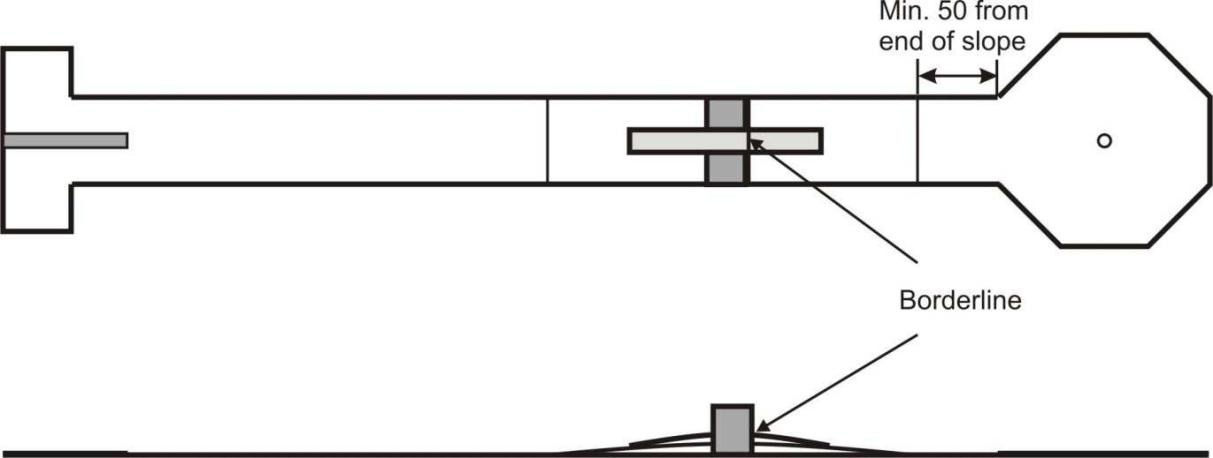 Min. 50 from
end of slope
Borderline